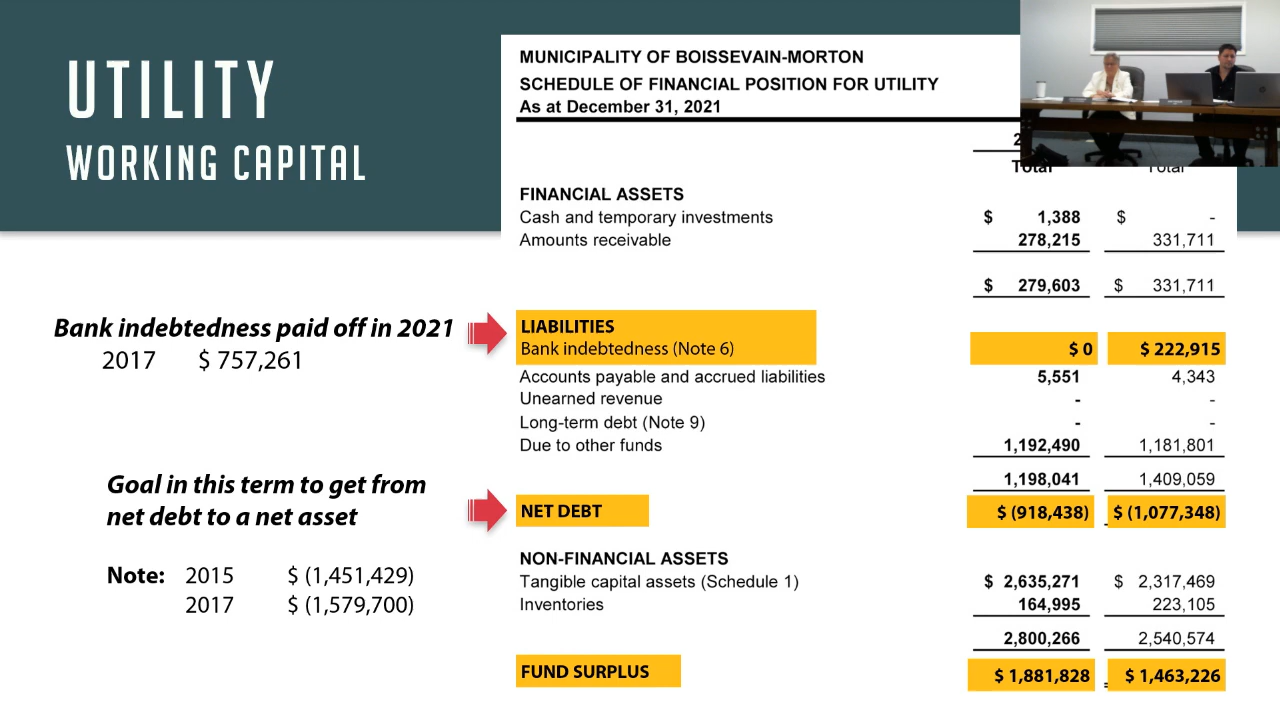 UTILITY
WORKING CAPITAL
MUNICIPALITY OF BOISSEVAIN-MORTON
SCHEDULE OF FINANCIAL POSITION FOR UTILITY
As at December 31, 2021
Total Total
FINANCIAL ASSETS
Cash and temporary investments $ 1,388 $ -
Amounts receivable 278,215 331,711
$ 279,603 $ 331,711
Bank indebtedness paid off in 2021
2017 $ 757,261
LIABILITIES
Bank indebtedness (Note 6) $ 0 $ 222,915
Accounts payable and accrued liabilities 5,551 4,343
Unearned revenue - -
Long-term debt (Note 9) - -
Due to other funds 1,192,490 1,181,801
1,198,041 1,409,059
Goal in this term to get from
net debt to a net asset
NET DEBT $ (918,438) $ (1,077,348)
Note: 2015 $ (1,451,429)
2017 $ (1,579,700)
NON-FINANCIAL ASSETS
Tangible capital assets (Schedule 1) $ 2,635,271 $ 2,317,469
Inventories 164,995 223,105
2,800,266 2,540,574
FUND SURPLUS $ 1,881,828 $ 1,463,226